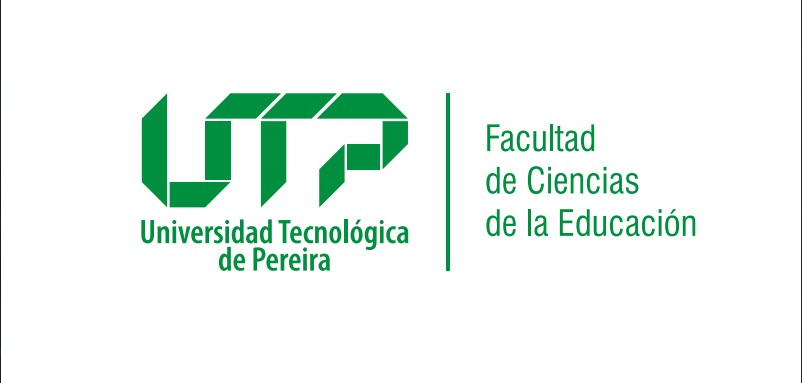 UTP
Universidad Tecnológica
de Pereira
Facultad
de Ciencias
de la Educación